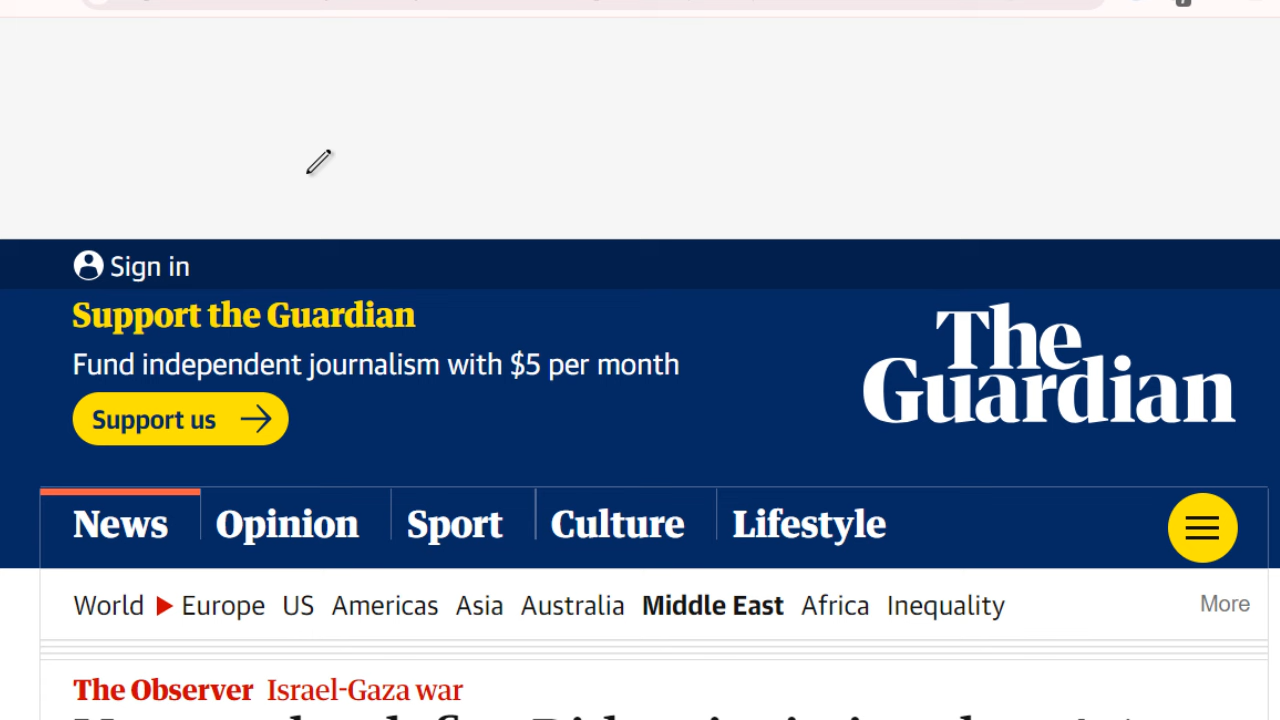 Sign in
Support the Guardian
Fund independent journalism with $5 per month
Support us
The
Guardian
News Opinion Sport Culture Lifestyle
World Europe US Americas Asia Australia Middle East Africa Inequality More
The Observer Israel-Gaza war